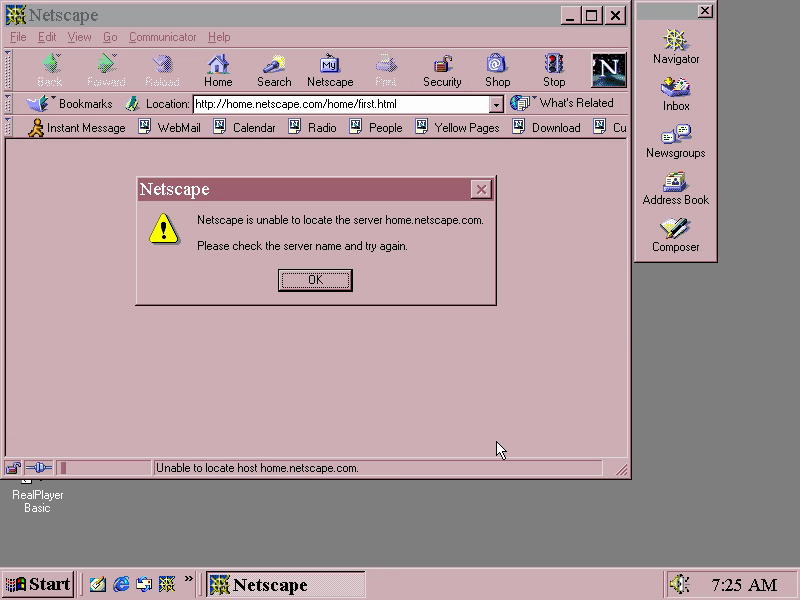 Netscape
File Edit View Go Communicator Help
Back Forward Reload Home Search Netscape Print Security Shop Stop N
Bookmarks Location: http://home.netscape.com/home/first.html What's Related
Instant Message WebMail Calendar Radio People Yellow Pages Download Cu
Netscape
Netscape is unable to locate the server home.netscape.com.
Please check the server name and try again.
OK
Unable to locate host home.netscape.com.
Navigator
Inbox
Newsgroups
Address Book
Composer
RealPlayer
Basic
Start » Netscape 7:25 AM